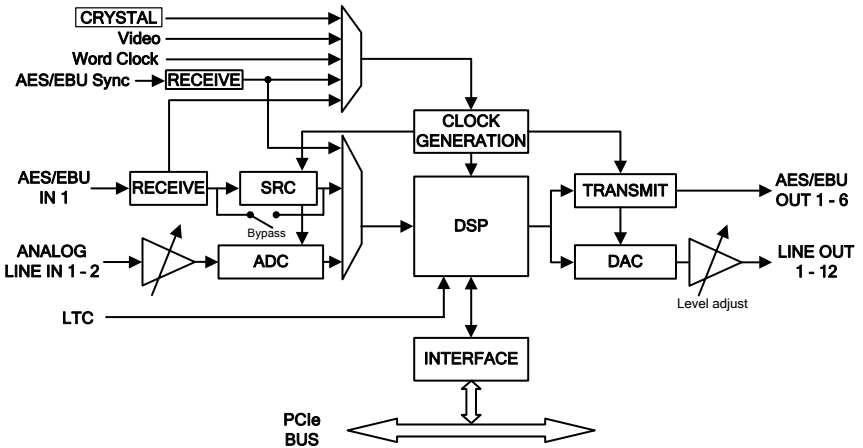 CRYSTAL
Video
Word Clock
AES/EBU Sync
RECEIVE
CLOCK
GENERATION
AES/EBU
IN 1
RECEIVE
SRC
Bypass
DSP
TRANSMIT
AES/EBU
OUT 1 - 6
ANALOG
LINE IN 1 - 2
ADC
DAC
LINE OUT
1 - 12
Level adjust
LTC
INTERFACE
PCIe
BUS